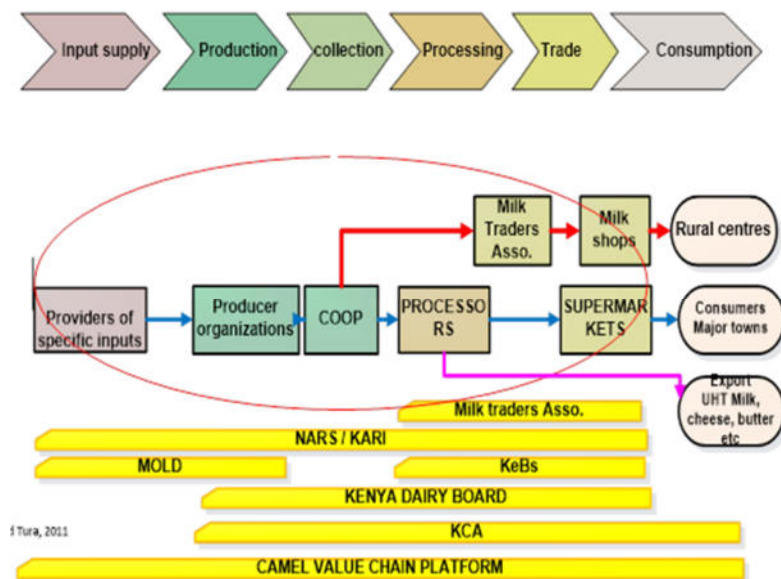 Input supply
Production
collection
Processing
Trade
Consumption
Milk
Traders
Asso.
Milk
shops
Rural centres
Providers of
specific inputs
Producer
organizations
COOP
PROCESSO
RS
SUPERMAR
KETS
Consumers
Major towns
Export
UHT Milk,
cheese, butter
etc
Milk traders Asso.
NARS / KARI
MOLD
KeBs
KENYA DAIRY BOARD
Tura, 2011
KCA
CAMEL VALUE CHAIN PLATFORM